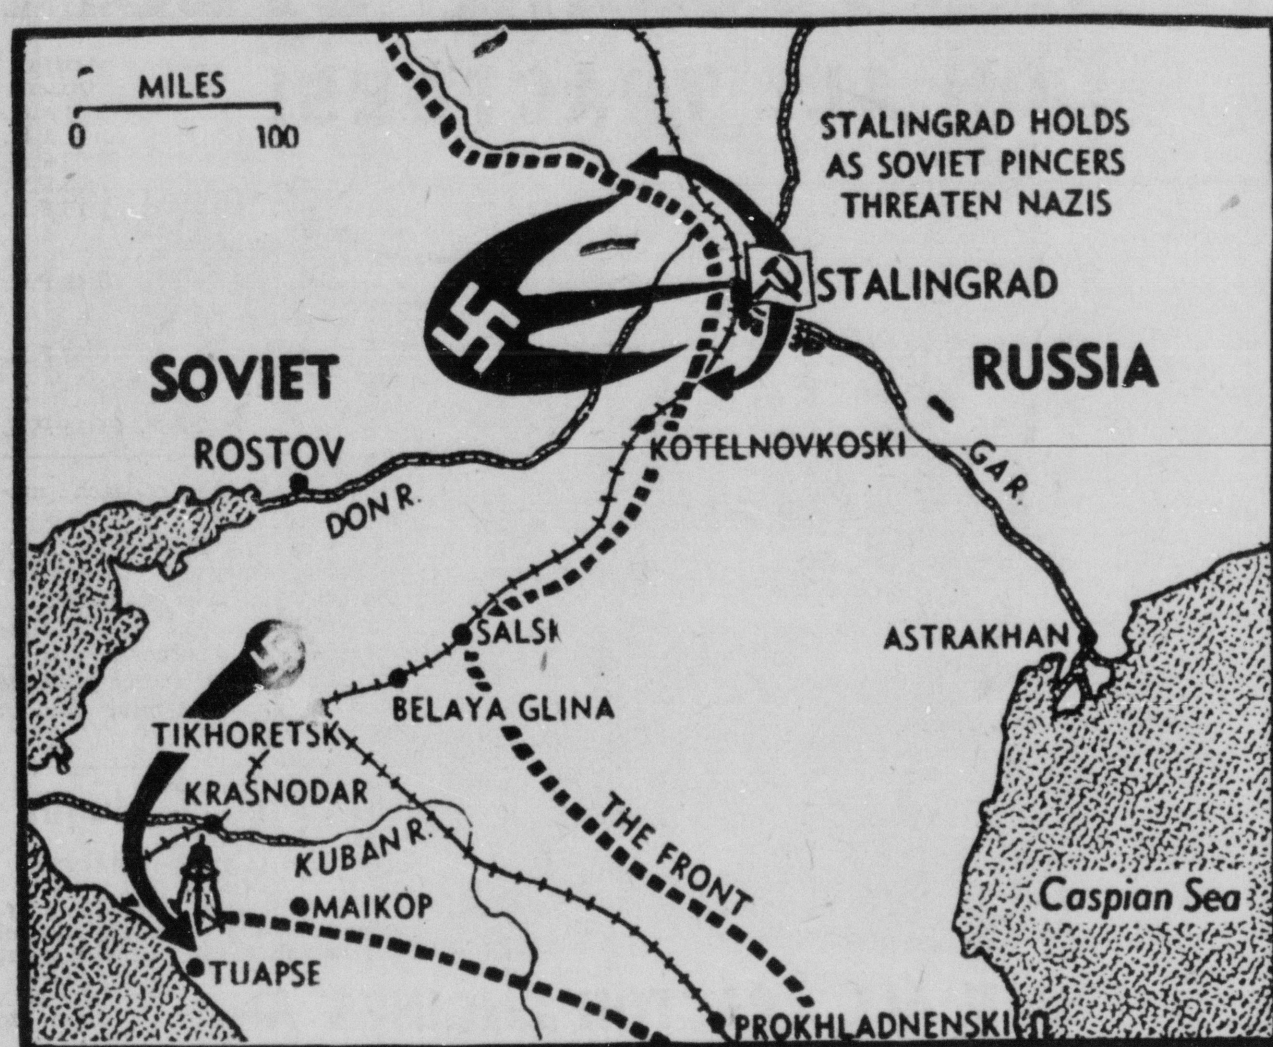 MILES
0 100
STALINGRAD HOLDS
AS SOVIET PINCERS
THREATEN NAZIS
STALINGRAD
SOVIET RUSSIA
ROSTOV
KOTELNOVKOSKI
GAR.
DON R.
SALSK
ASTRAKHAN
BELAYA GLINA
TIKHORETSK
KRASNODAR
THE FRONT
KUBAN R.
Caspian Sea
MAIKOP
TUAPSE
PROKHLADNENSKI